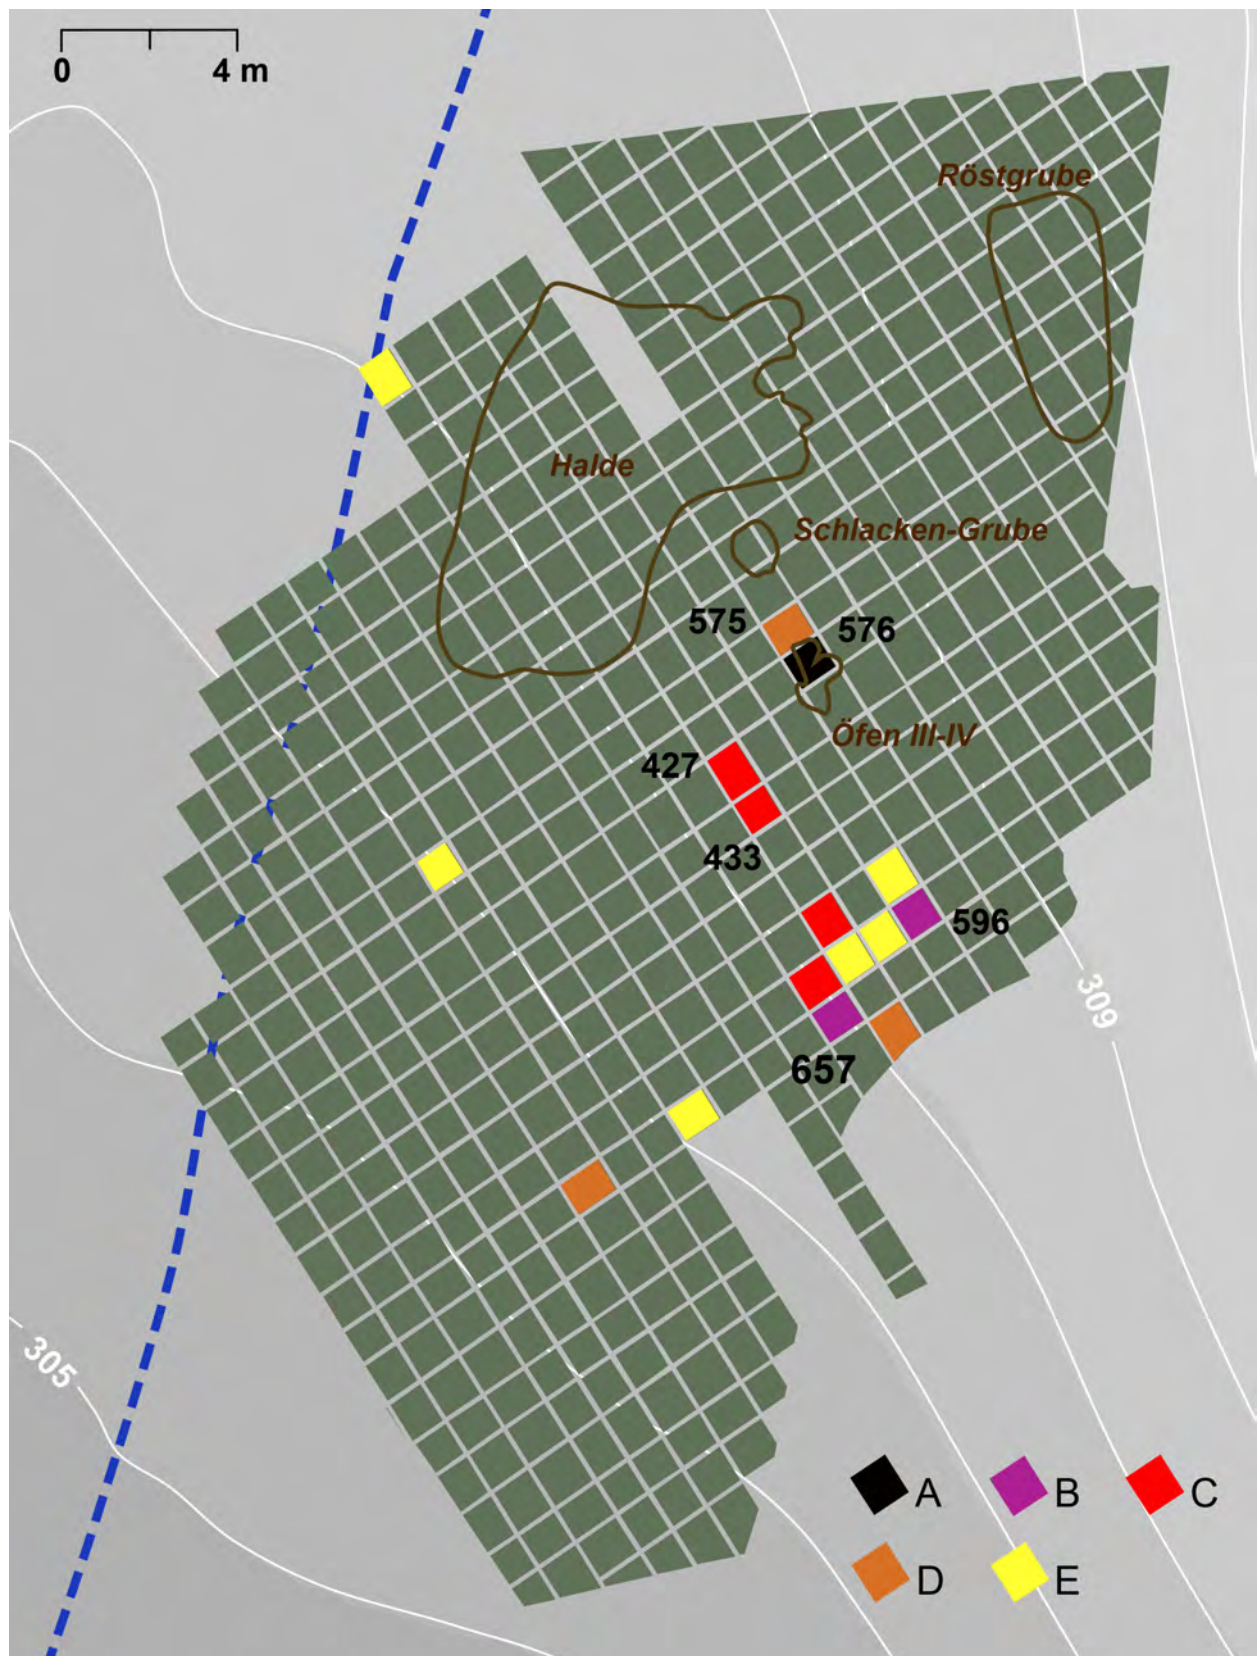 0 4 m
Röstgrube
Halde
Schlacken-Grube
575
576
Öfen III-IV
427
433
596
309
657
305
A B C
D E